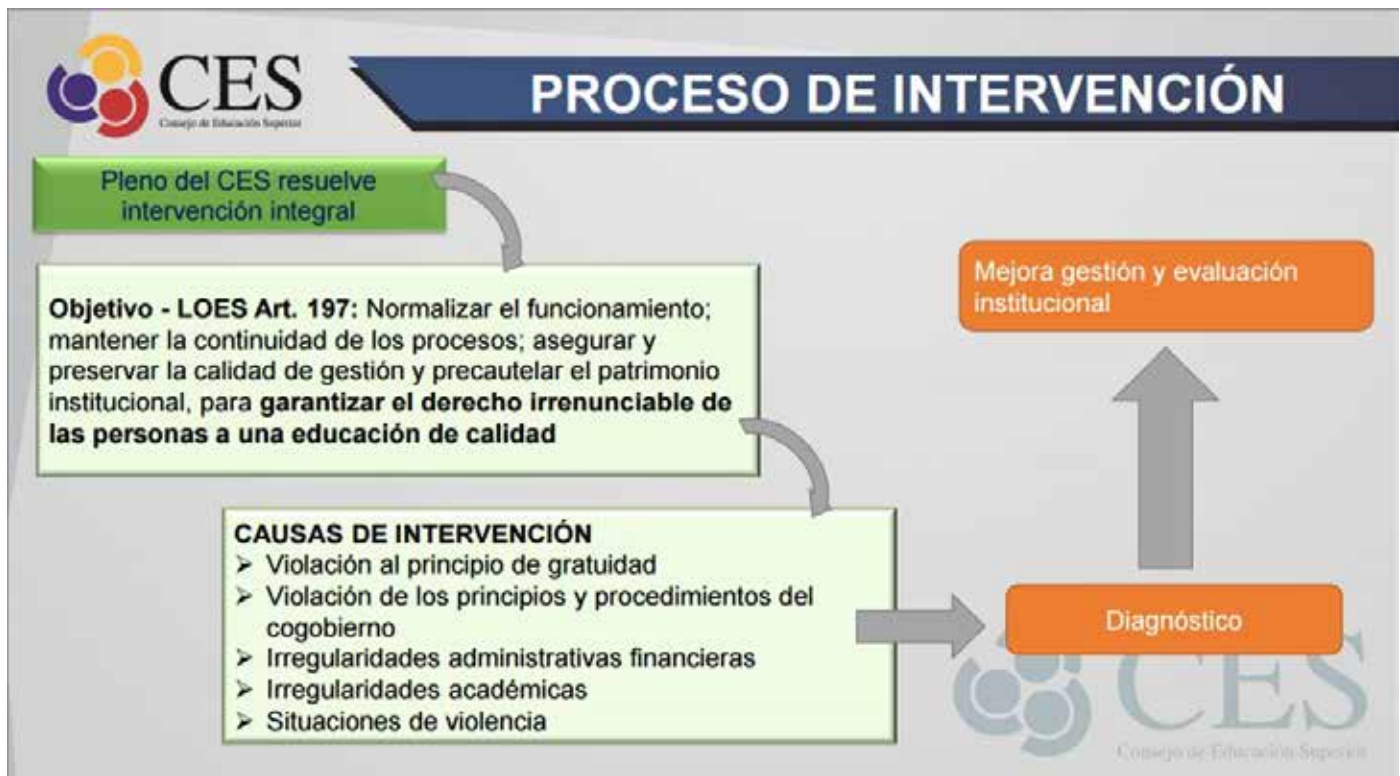 CES
Consejo de Educación Superior
PROCESO DE INTERVENCIÓN
Pleno del CES resuelve
intervención integral
Objetivo - LOES Art. 197: Normalizar el funcionamiento;
mantener la continuidad de los procesos; asegurar y
preservar la calidad de gestión y precautelar el patrimonio
institucional, para garantizar el derecho irrenunciable de
las personas a una educación de calidad
CAUSAS DE INTERVENCIÓN
➢ Violación al principio de gratuidad
➢ Violación de los principios y procedimientos del
cogobierno
➢ Irregularidades administrativas financieras
➢ Irregularidades académicas
➢ Situaciones de violencia
Diagnóstico
Mejora gestión y evaluación
institucional
CES
Consejo de Educación Superior